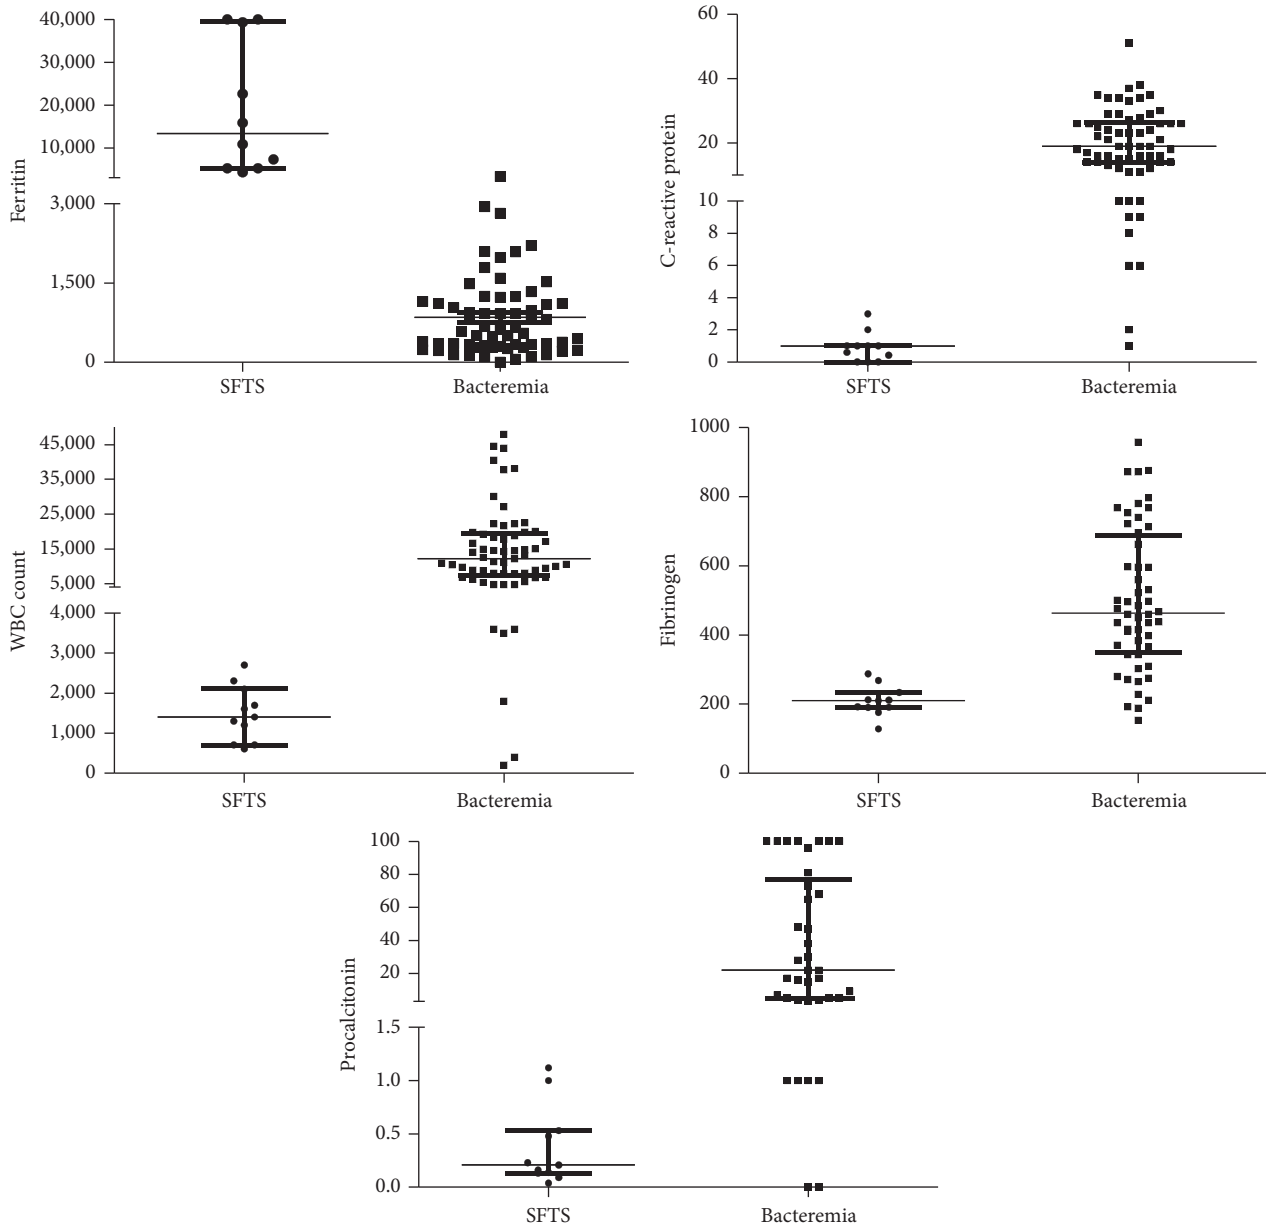 Ferritin
40,000
30,000
20,000
10,000
3,000
1,500
0
SFTS
Bacteremia
C-reactive protein
60
40
20
10
8
6
4
2
0
SFTS
Bacteremia
WBC count
45,000
35,000
25,000
15,000
5,000
4,000
3,000
2,000
1,000
0
SFTS
Bacteremia
Fibrinogen
1000
800
600
400
200
0
SFTS
Bacteremia
Procalcitonin
100
80
60
40
20
1.5
1.0
0.5
0.0
SFTS
Bacteremia